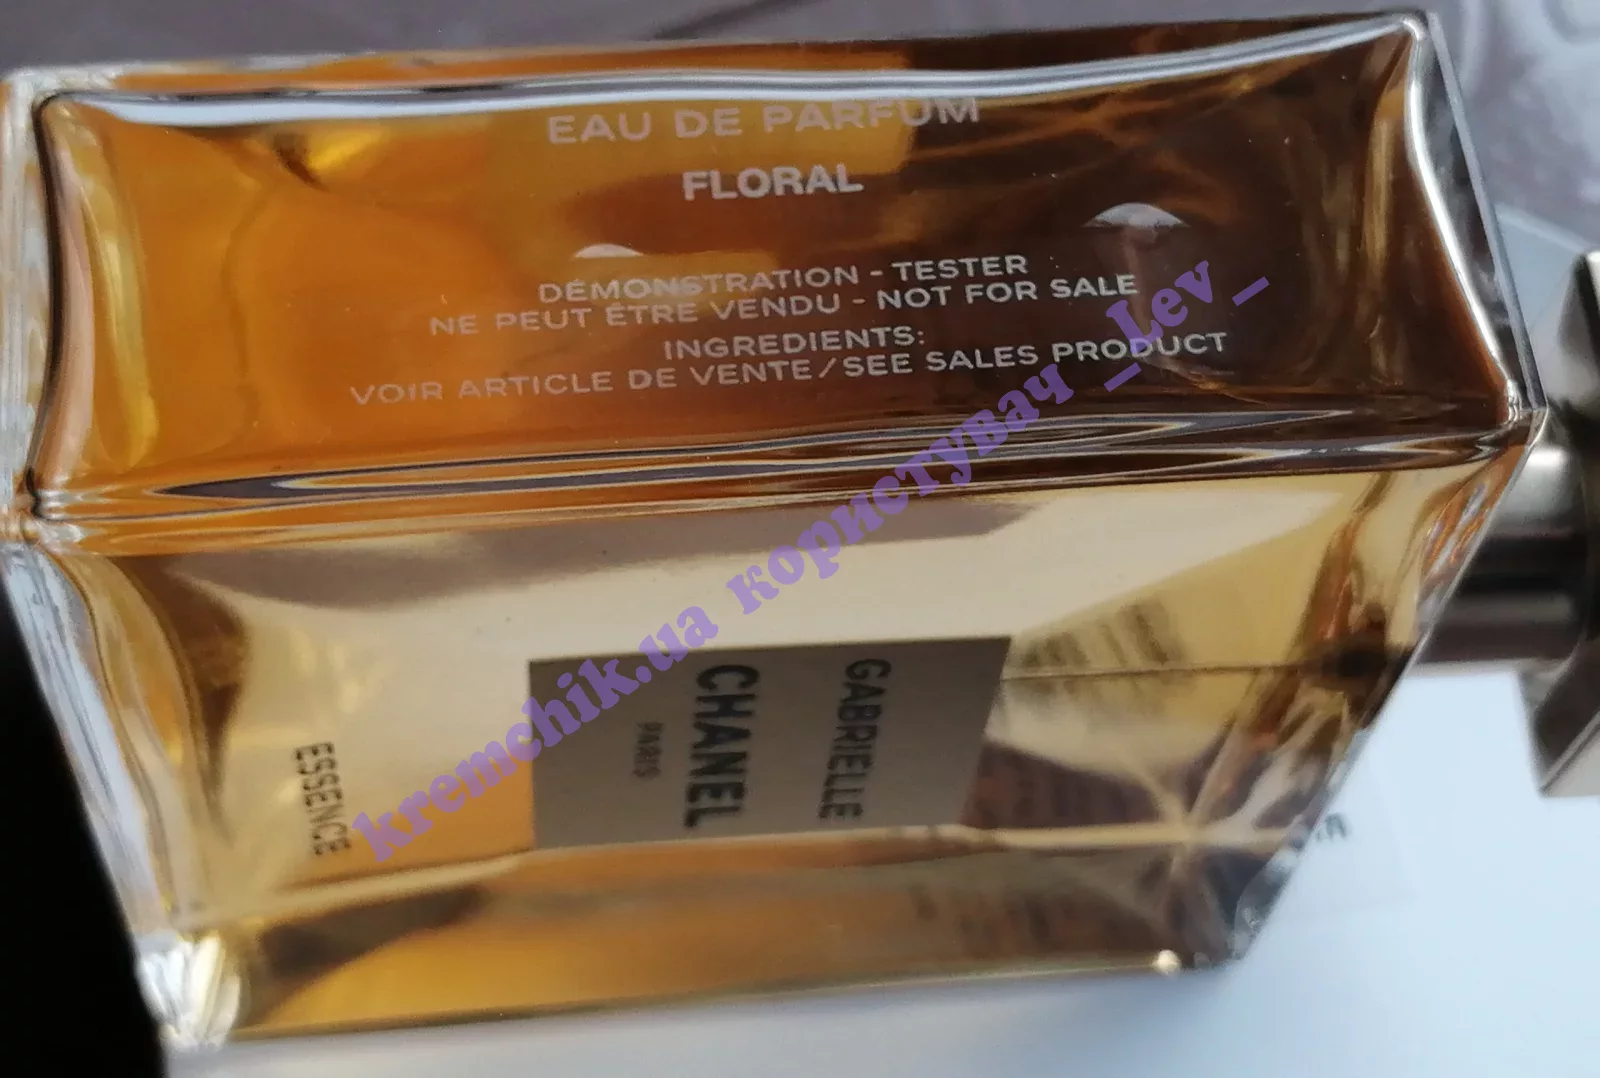 EAU DE PARFUM
FLORAL
DÉMONSTRATION - TESTER
NE PEUT ÊTRE VENDU - NOT FOR SALE
INGREDIENTS:
VOIR ARTICLE DE VENTE/SEE SALES PRODUCT
GABRIELLE
CHANEL
PARIS
ESSENCE
kremchik.ua користувач _Lev_